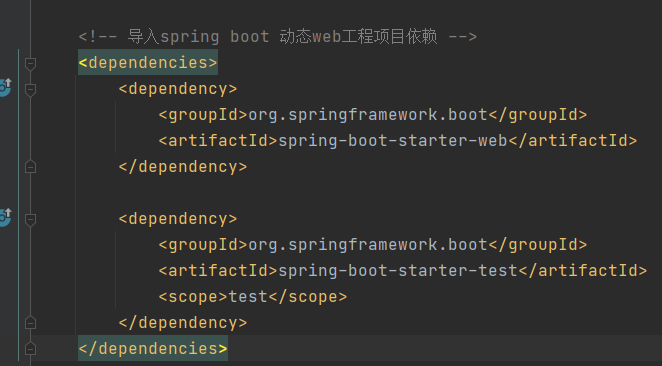 <!-- 导入spring boot 动态web工程项目依赖 -->
<dependencies>
<dependency>
<groupId>org.springframework.boot</groupId>
<artifactId>spring-boot-starter-web</artifactId>
</dependency>
<dependency>
<groupId>org.springframework.boot</groupId>
<artifactId>spring-boot-starter-test</artifactId>
<scope>test</scope>
</dependency>
</dependencies>